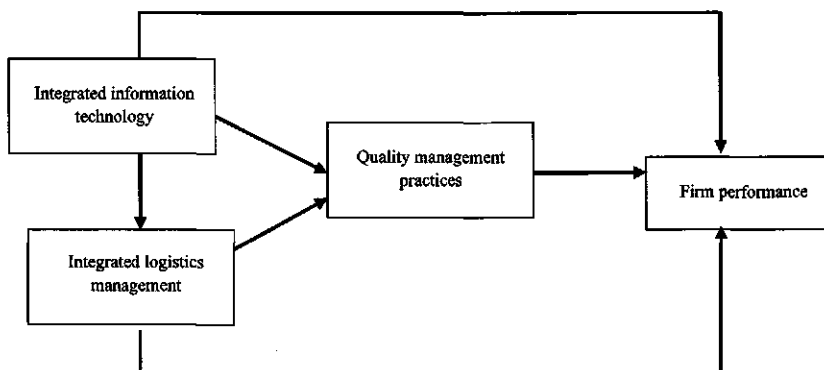 Integrated information
technology
Quality management
practices
Firm performance
Integrated logistics
management